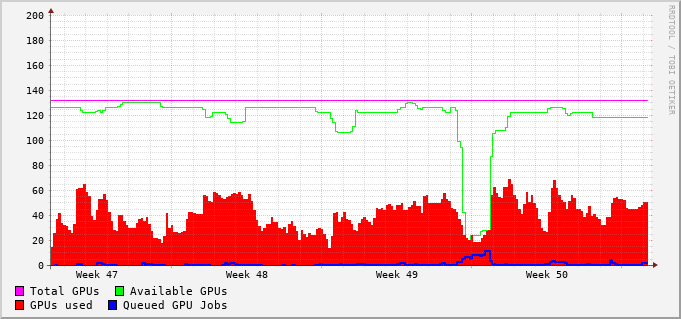 200
180
160
140
120
100
80
60
40
20
0
Week 47 Week 48 Week 49 Week 50
Total GPUs Available GPUs
GPUs used Queued GPU Jobs
RRDTOOL / TOBI OETIKER